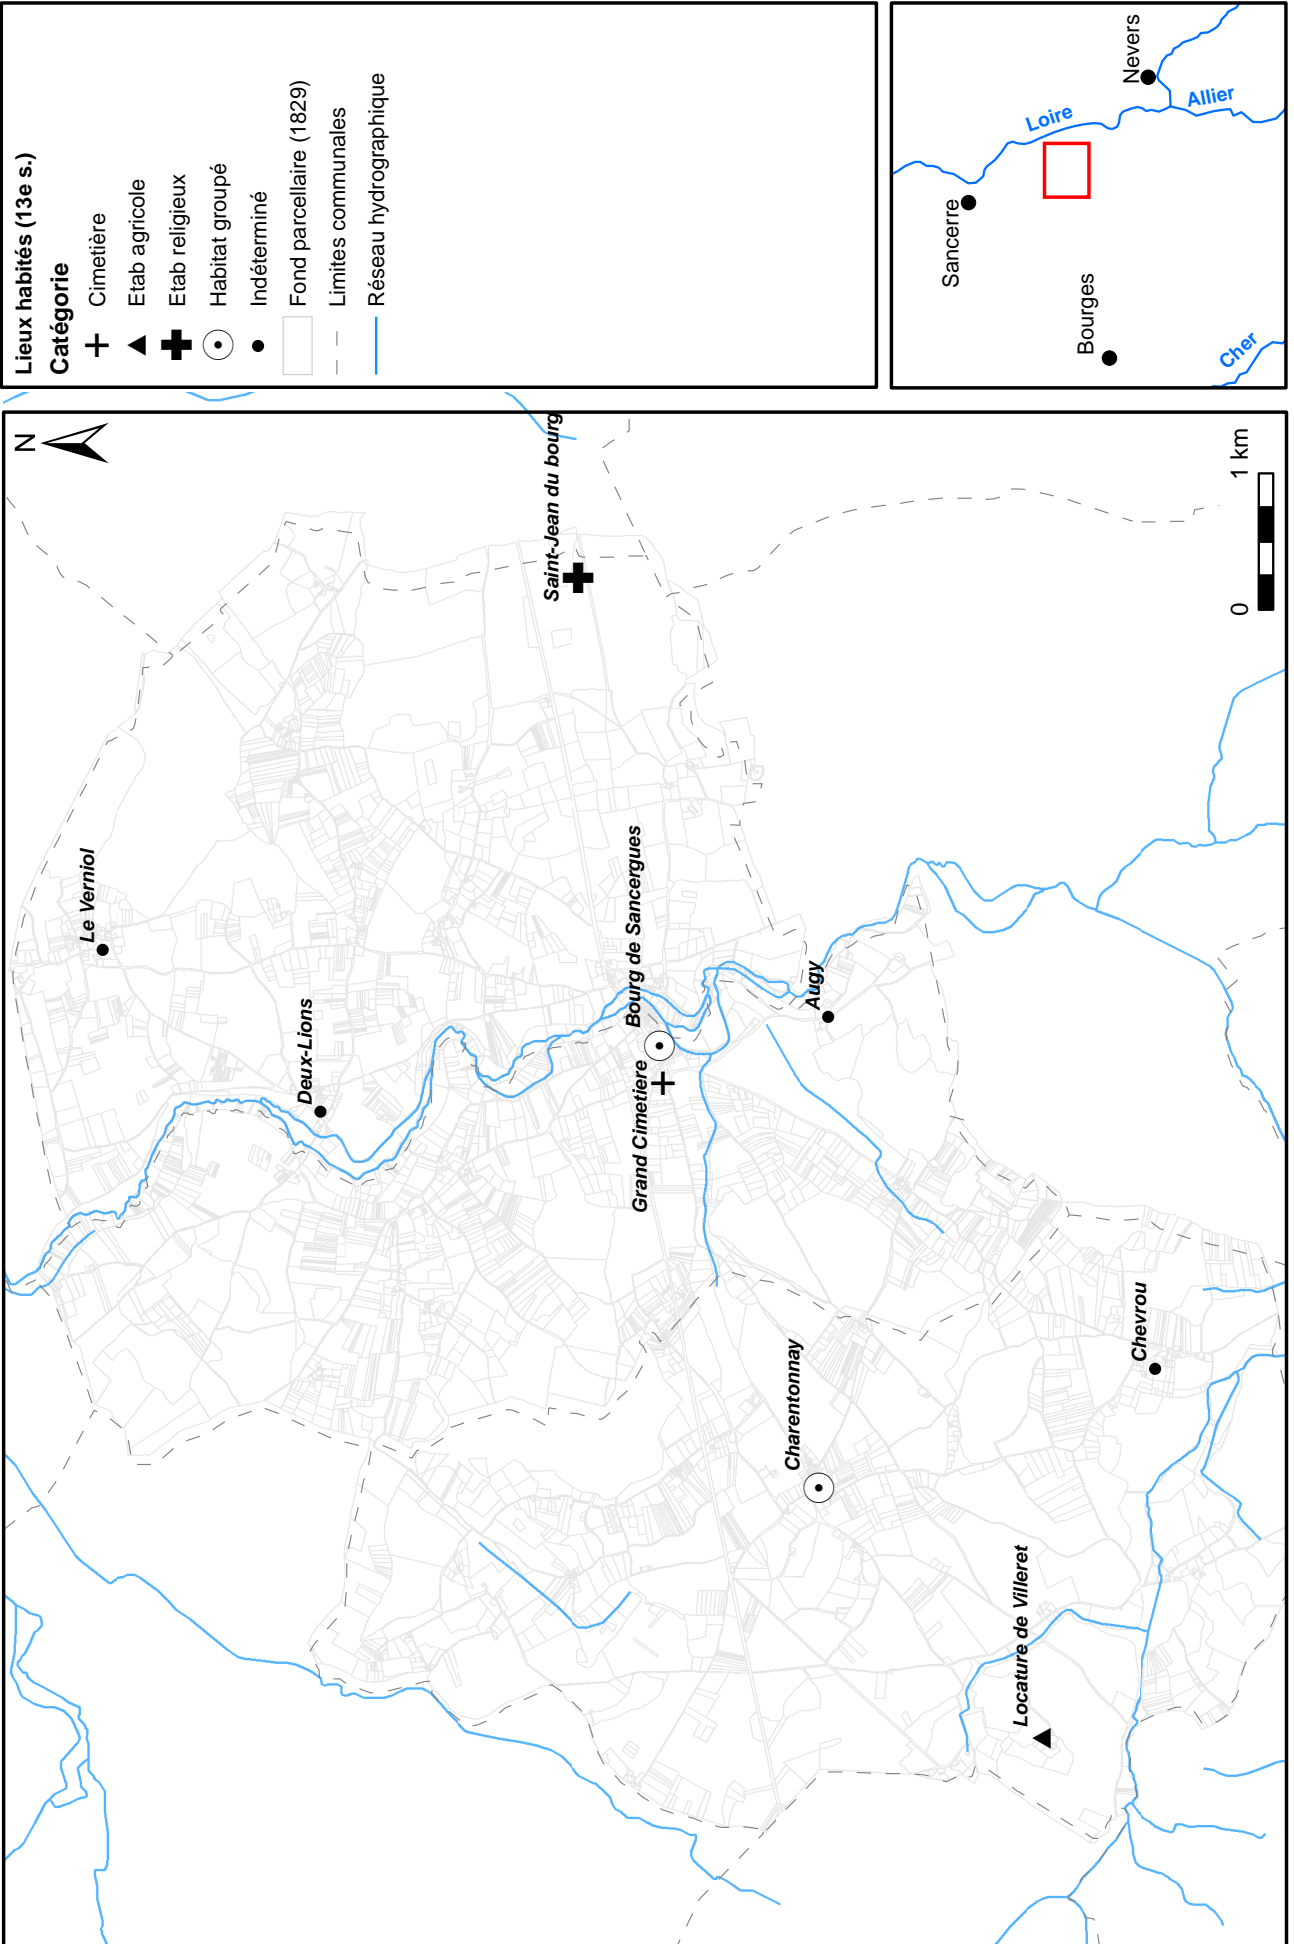 Lieux habités (13e s.)
Catégorie
Cimetière
Etab agricole
Etab religieux
Habitat groupé
Indéterminé
Fond parcellaire (1829)
Limites communales
Réseau hydrographique
Sancerre
Bourges
Nevers
Loire
Allier
Cher
N
Le Verniol
Deux-Lions
Saint-Jean du bourg
Bourg de Sancergues
Grand Cimetiere
Augy
Charentonnay
Chevrou
Locature de Villeret
0 1 km